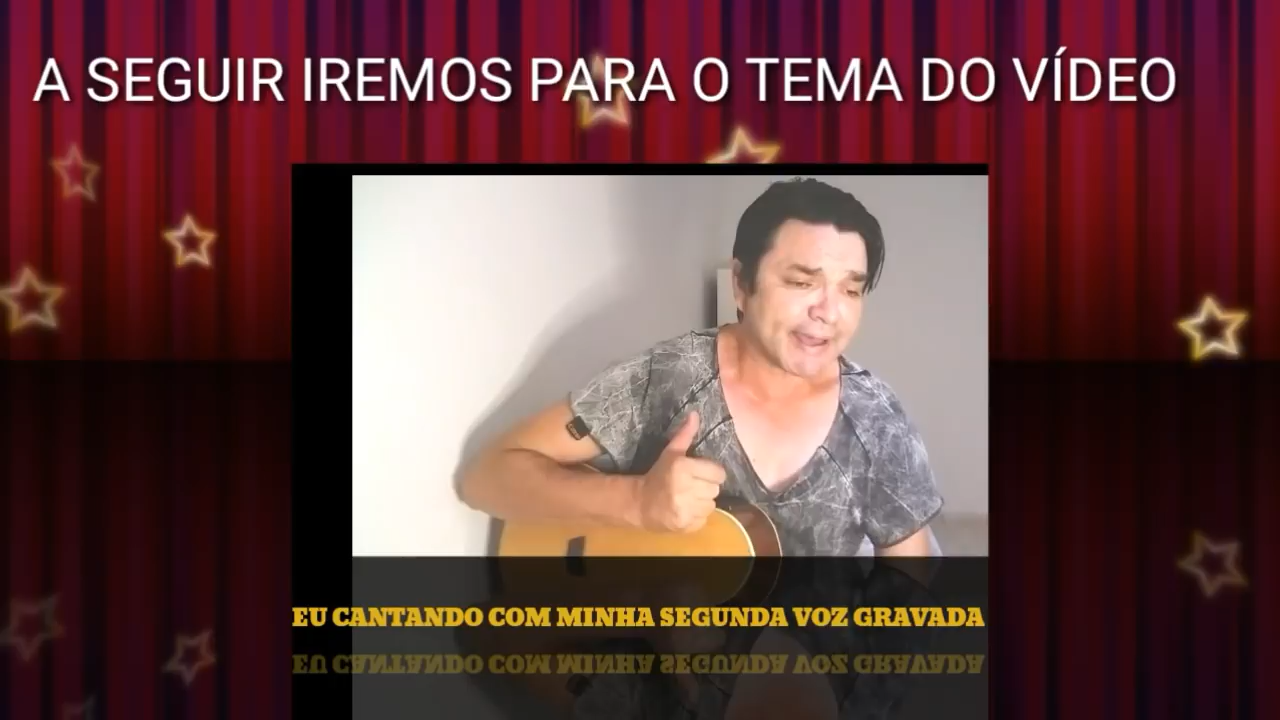 A SEGUIR IREMOS PARA O TEMA DO VÍDEO
EU CANTANDO COM MINHA SEGUNDA VOZ GRAVADA